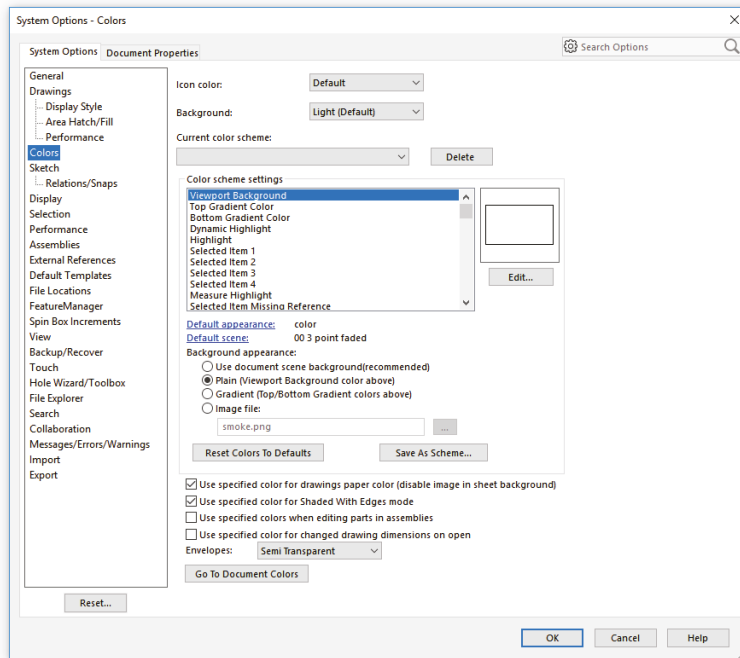 System Options - Colors
System Options Document Properties
Search Options
General
Drawings
Display Style
Area Hatch/Fill
Performance
Colors
Sketch
Relations/Snaps
Display
Selection
Performance
Assemblies
External References
Default Templates
File Locations
FeatureManager
Spin Box Increments
View
Backup/Recover
Touch
Hole Wizard/Toolbox
File Explorer
Search
Collaboration
Messages/Errors/Warnings
Import
Export
Reset...
Icon color: Default
Background: Light (Default)
Current color scheme:
Delete
Color scheme settings
Viewport Background
Top Gradient Color
Bottom Gradient Color
Dynamic Highlight
Highlight
Selected Item 1
Selected Item 2
Selected Item 3
Selected Item 4
Measure Highlight
Selected Item Missing Reference
Edit...
Default appearance: color
Default scene: 00 3 point faded
Background appearance:
Use document scene background(recommended)
Plain (Viewport Background color above)
Gradient (Top/Bottom Gradient colors above)
Image file:
smoke.png ...
Reset Colors To Defaults Save As Scheme...
Use specified color for drawings paper color (disable image in sheet background)
Use specified color for Shaded With Edges mode
Use specified colors when editing parts in assemblies
Use specified color for changed drawing dimensions on open
Envelopes: Semi Transparent
Go To Document Colors
OK Cancel Help